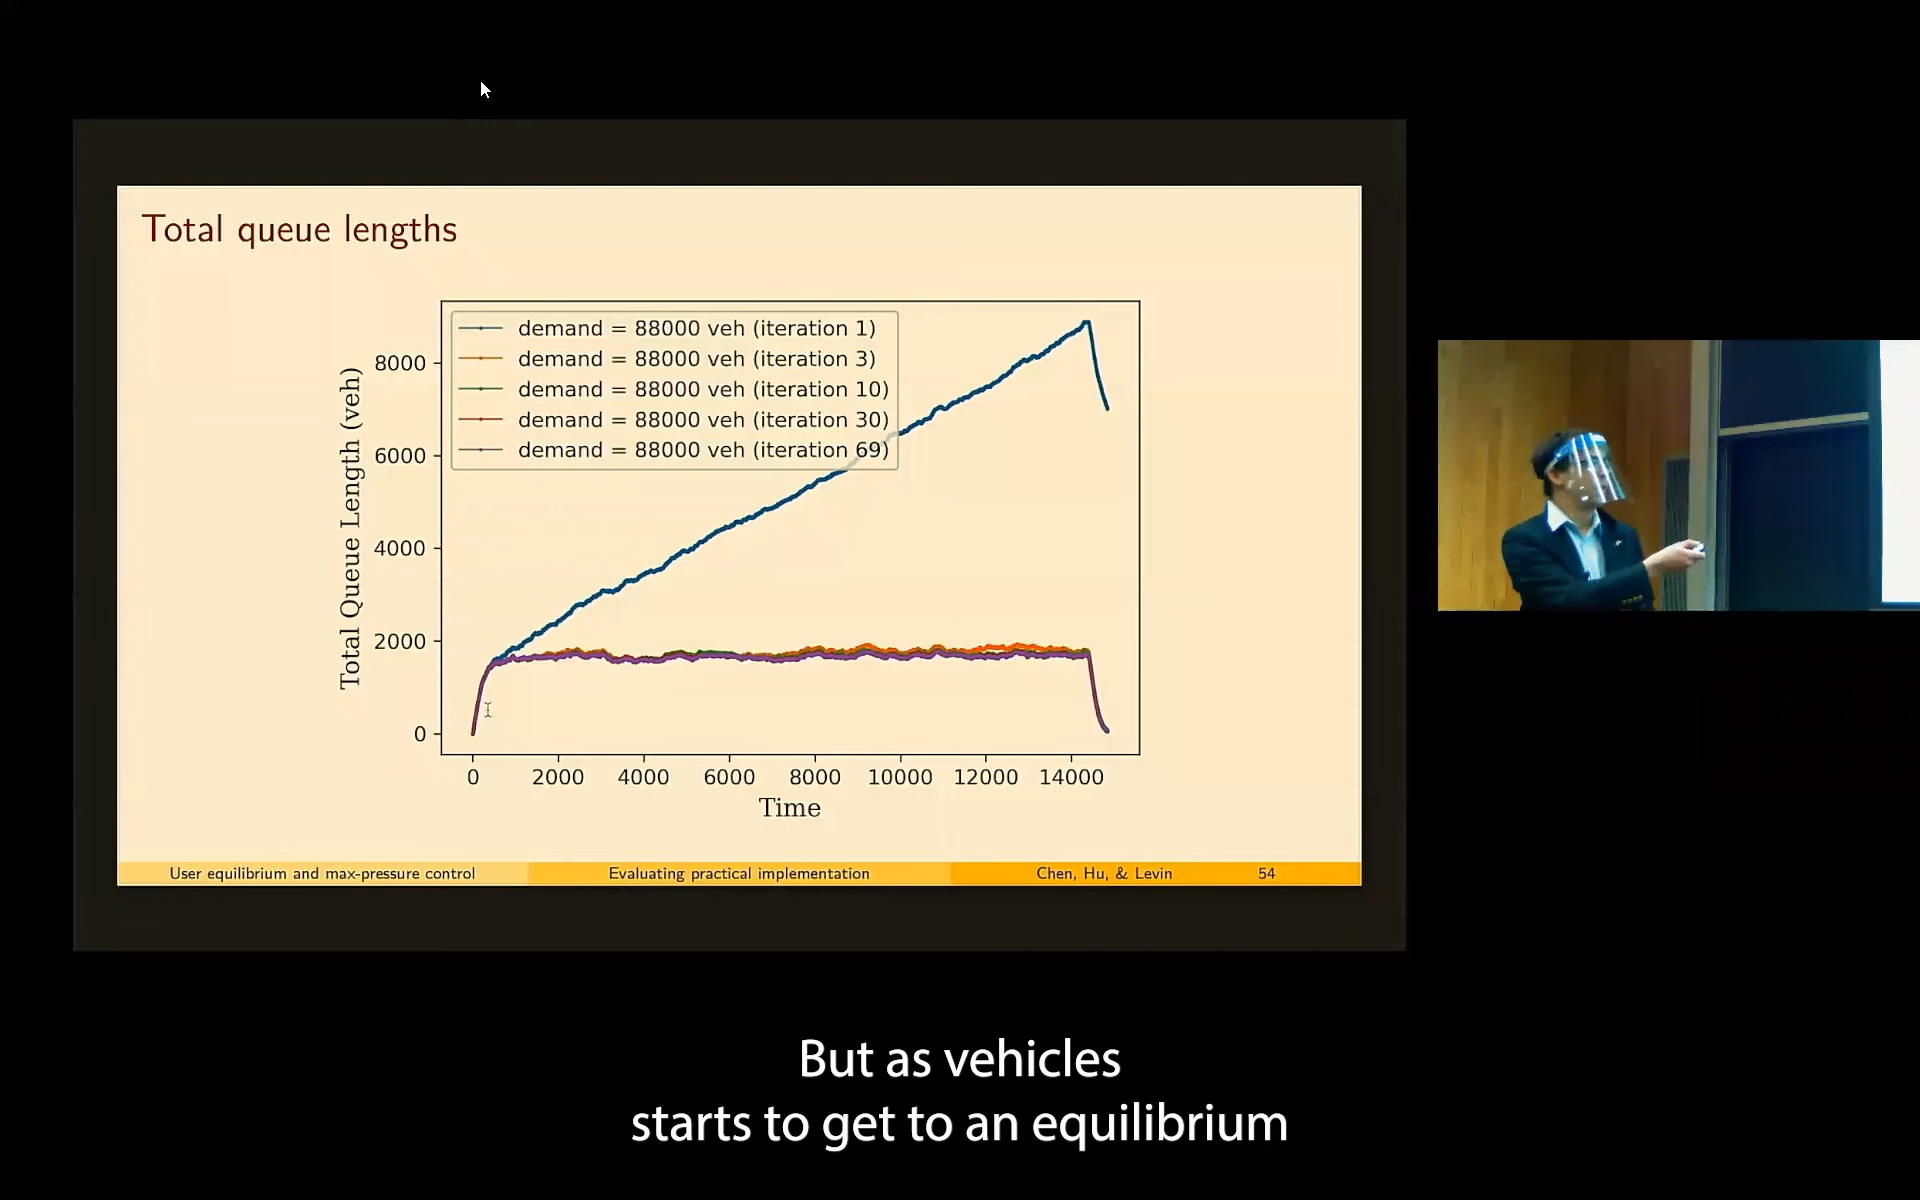 Total queue lengths
demand = 88000 veh (iteration 1)
demand = 88000 veh (iteration 3)
demand = 88000 veh (iteration 10)
demand = 88000 veh (iteration 30)
demand = 88000 veh (iteration 69)
Total Queue Length (veh)
8000
6000
4000
2000
0
0 2000 4000 6000 8000 10000 12000 14000
Time
User equilibrium and max-pressure control Evaluating practical implementation Chen, Hu, & Levin 54
But as vehicles
starts to get to an equilibrium